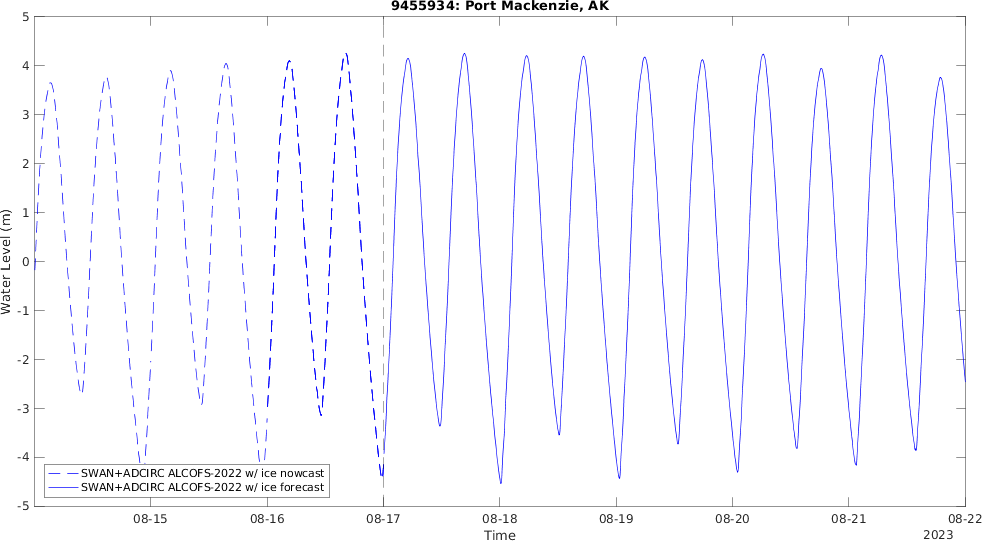 9455934: Port Mackenzie, AK
5
4
3
2
1
0
-1
-2
-3
-4
-5
Water Level (m)
SWAN+ADCIRC ALCOFS-2022 w/ ice nowcast
SWAN+ADCIRC ALCOFS-2022 w/ ice forecast
08-15 08-16 08-17 08-18 08-19 08-20 08-21 08-22
Time
2023